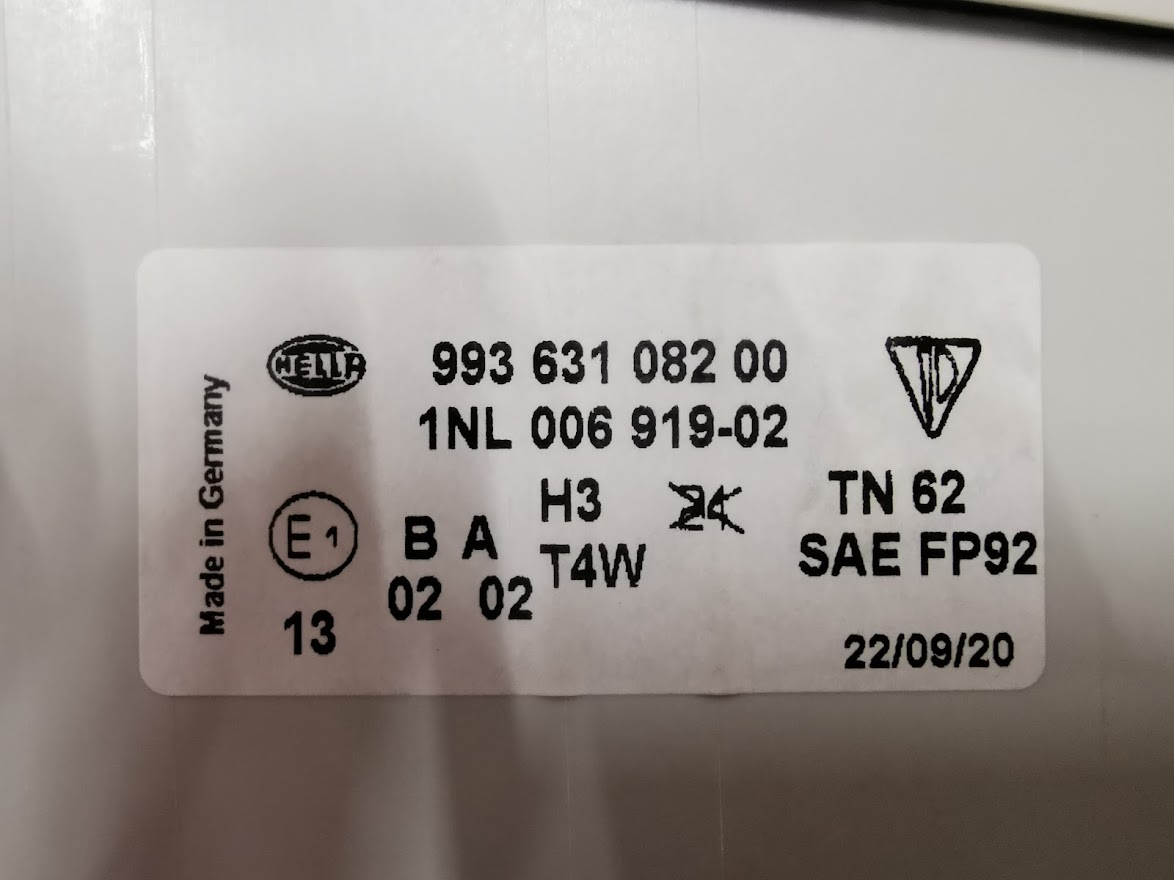 Made in Germany
HELLA
993 631 082 00
1NL 006 919-02
E1
B A
H3
24
TN 62
02 02
T4W
SAE FP92
13
22/09/20